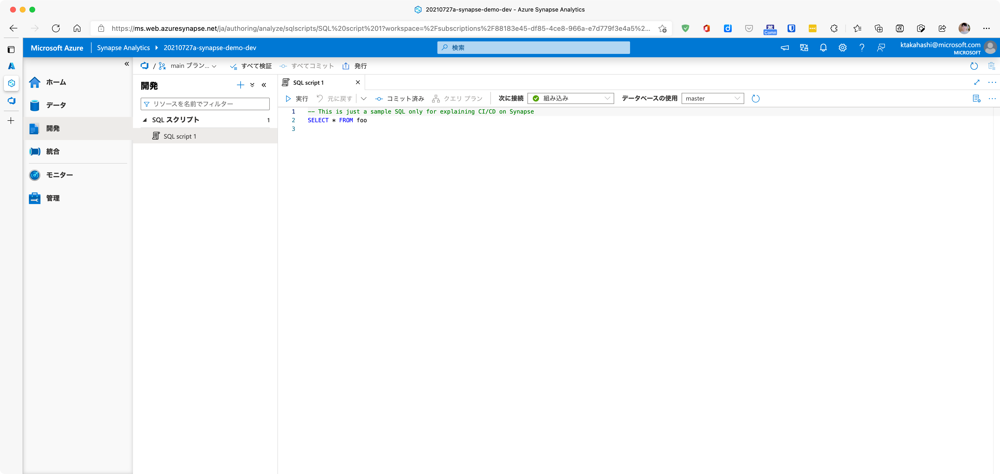 20210727a-synapse-demo-dev - Azure Synapse Analytics
https://ms.web.azuresynapse.net/ja/authoring/analyze/sqlscripts/SQL%20script%201?workspace=%2Fsubscriptions%2F88183e45-df85-4ce8-966a-e7d779f3e4a5%2...
英
Comn
Microsoft Azure
Synapse Analytics
20210727a-synapse-demo-dev
検索
ktakahashi@microsoft.com
MICROSOFT
/
main ブラン...
すべて検証
すべてコミット
発行
ホーム
データ
開発
統合
モニター
管理
開発
リソースを名前でフィルター
SQL スクリプト
1
SQL script 1
SQL script 1
実行
元に戻す
コミット済み
クエリ プラン
次に接続
組み込み
データベースの使用
master
1 -- This is just a sample SQL only for explaining CI/CD on Synapse
2 SELECT * FROM foo
3